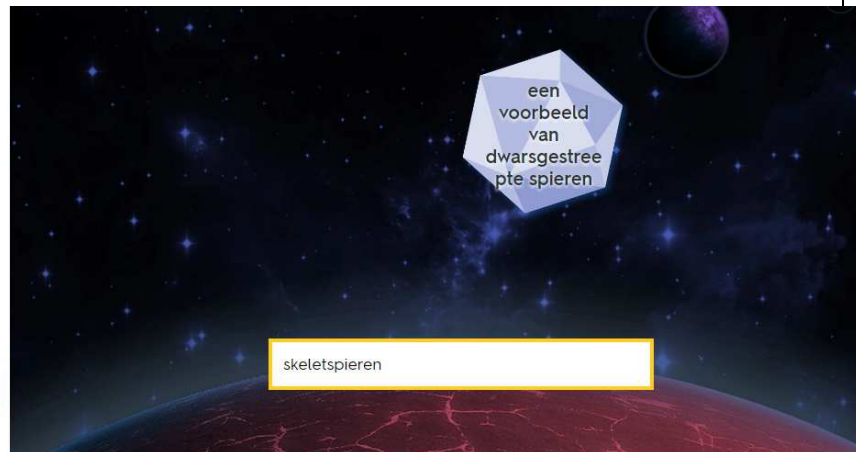 een
voorbeeld
van
dwarsgestree
pte spieren
skeletspieren